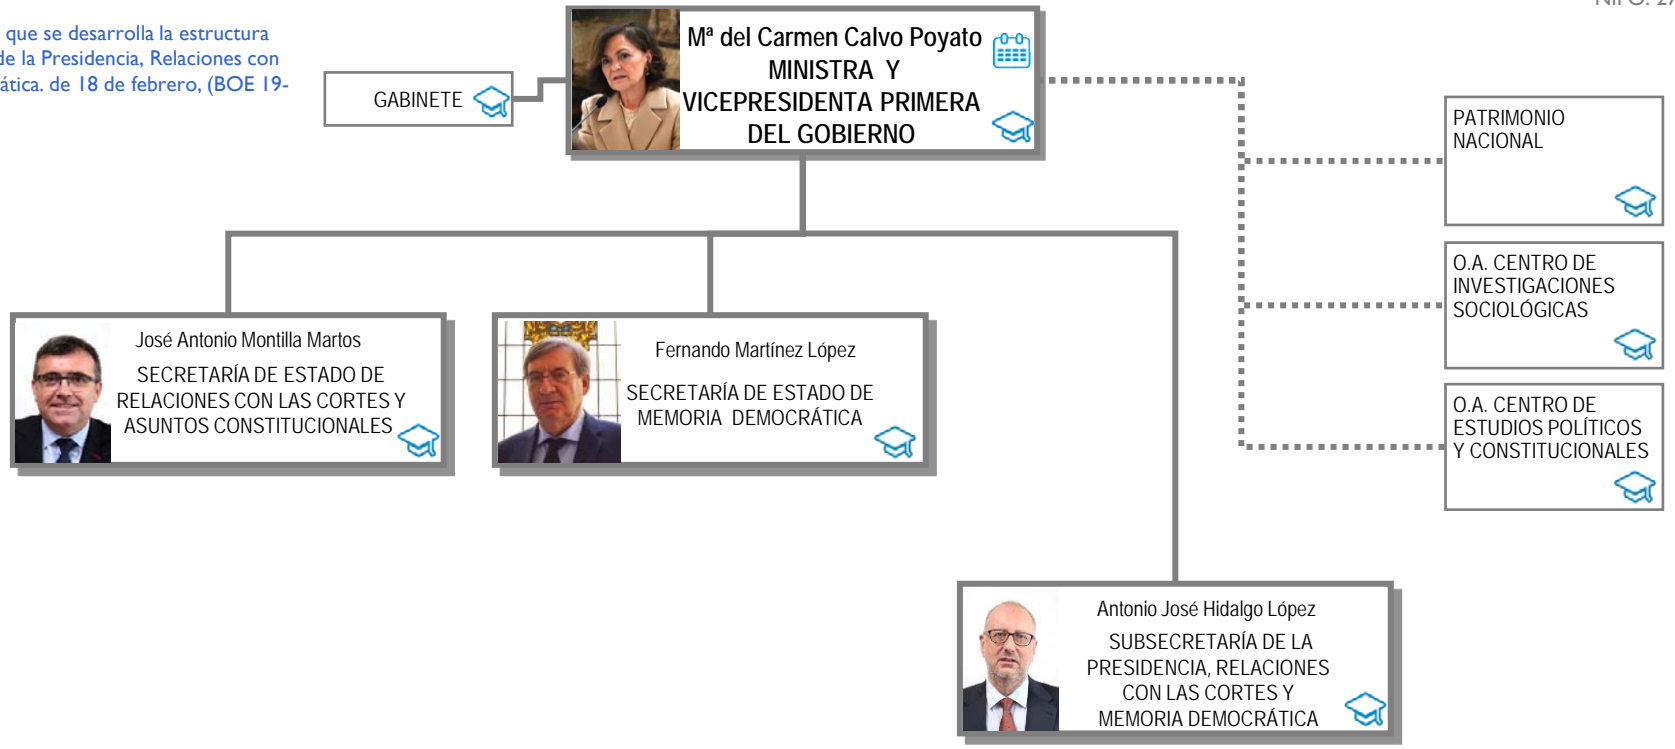 que se desarrolla la estructura
de la Presidencia, Relaciones con
ática. de 18 de febrero, (BOE 19-
GABINETE
Mª del Carmen Calvo Poyato
MINISTRA Y
VICEPRESIDENTA PRIMERA
DEL GOBIERNO
PATRIMONIO
NACIONAL
O.A. CENTRO DE
INVESTIGACIONES
SOCIOLÓGICAS
O.A. CENTRO DE
ESTUDIOS POLÍTICOS
Y CONSTITUCIONALES
José Antonio Montilla Martos
SECRETARÍA DE ESTADO DE
RELACIONES CON LAS CORTES Y
ASUNTOS CONSTITUCIONALES
Fernando Martínez López
SECRETARÍA DE ESTADO DE
MEMORIA DEMOCRÁTICA
Antonio José Hidalgo López
SUBSECRETARÍA DE LA
PRESIDENCIA, RELACIONES
CON LAS CORTES Y
MEMORIA DEMOCRÁTICA